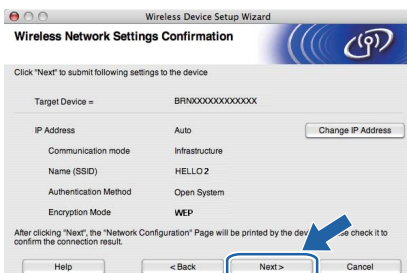 Wireless Device Setup Wizard
Wireless Network Settings Confirmation
Click "Next" to submit following settings to the device
Target Device = BRNXXXXXXXXXXXX
IP Address Auto Change IP Address
Communication mode Infrastructure
Name (SSID) HELLO 2
Authentication Method Open System
Encryption Mode WEP
After clicking "Next", the "Network Configuration" Page will be printed by the check it to
confirm the connection result.
Help < Back Next > Cancel